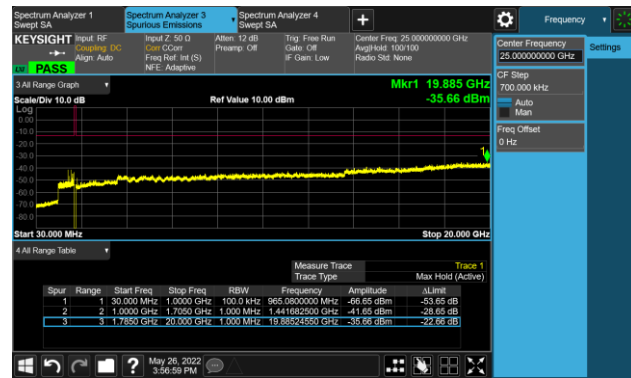 Spectrum Analyzer 1
Swept SA
Spectrum Analyzer 3
Spurious Emissions
Spectrum Analyzer 4
Swept SA
Frequency
KEYSIGHT
Input: RF
Coupling: DC
Align: Auto
Input Z: 50 Ω
Corr CCorr
Freq Ref: Int (S)
NFE: Adaptive
Atten: 12 dB
Preamp: Off
Trig: Free Run
Gate: Off
IF Gain: Low
Center Freq: 25.000000000 GHz
Avg|Hold: 100/100
Radio Std: None
PASS
Center Frequency
25.000000000 GHz
Settings
CF Step
700.000 kHz
Auto
Man
Freq Offset
0 Hz
3 All Range Graph
Mkr1 19.885 GHz
Scale/Div 10.0 dB
Ref Value 10.00 dBm
-35.66 dBm
Log
0.00
-10.0
-20.0
-30.0
-40.0
-50.0
-60.0
-70.0
-80.0
1
Start 30.000 MHz
Stop 20.000 GHz
4 All Range Table
Measure Trace Trace 1
Trace Type Max Hold (Active)
Spur Range Start Freq Stop Freq RBW Frequency Amplitude ΔLimit
1 1 30.000 MHz 1.0000 GHz 100.0 kHz 965.0800000 MHz -66.65 dBm -53.65 dB
2 2 1.0000 GHz 1.7050 GHz 1.000 MHz 1.441682500 GHz -41.65 dBm -28.65 dB
3 3 1.7850 GHz 20.000 GHz 1.000 MHz 19.88524550 GHz -35.66 dBm -22.66 dB
?
May 26, 2022
3:56:59 PM